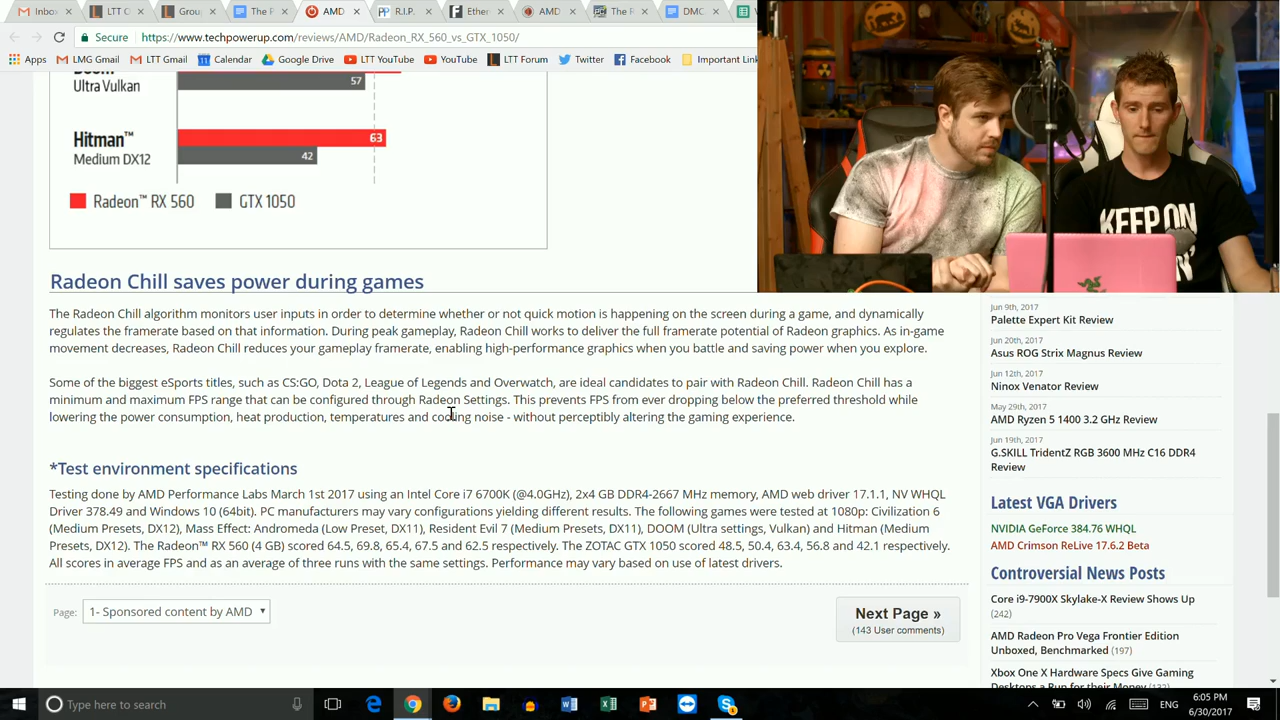 Inbo
LTT C
Grou
The F
AMD
R.I.P.
Ether
AMD
The R
DMC
Secure
https://www.techpowerup.com/reviews/AMD/Radeon_RX_560_vs_GTX_1050/
Apps
LMG Gmail
LTT Gmail
Calendar
Google Drive
LTT YouTube
YouTube
LTT Forum
Twitter
Facebook
Important Link
Ultra Vulkan
57
Hitman™
63
Medium DX12
42
Radeon™ RX 560
GTX 1050
KEEP ON
Radeon Chill saves power during games
The Radeon Chill algorithm monitors user inputs in order to determine whether or not quick motion is happening on the screen during a game, and dynamically
regulates the framerate based on that information. During peak gameplay, Radeon Chill works to deliver the full framerate potential of Radeon graphics. As in-game
movement decreases, Radeon Chill reduces your gameplay framerate, enabling high-performance graphics when you battle and saving power when you explore.
Some of the biggest eSports titles, such as CS:GO, Dota 2, League of Legends and Overwatch, are ideal candidates to pair with Radeon Chill. Radeon Chill has a
minimum and maximum FPS range that can be configured through Radeon Settings. This prevents FPS from ever dropping below the preferred threshold while
lowering the power consumption, heat production, temperatures and cooling noise - without perceptibly altering the gaming experience.
*Test environment specifications
Testing done by AMD Performance Labs March 1st 2017 using an Intel Core i7 6700K (@4.0GHz), 2x4 GB DDR4-2667 MHz memory, AMD web driver 17.1.1, NV WHQL
Driver 378.49 and Windows 10 (64bit). PC manufacturers may vary configurations yielding different results. The following games were tested at 1080p: Civilization 6
(Medium Presets, DX12), Mass Effect: Andromeda (Low Preset, DX11), Resident Evil 7 (Medium Presets, DX11), DOOM (Ultra settings, Vulkan) and Hitman (Medium
Presets, DX12). The Radeon™ RX 560 (4 GB) scored 64.5, 69.8, 65.4, 67.5 and 62.5 respectively. The ZOTAC GTX 1050 scored 48.5, 50.4, 63.4, 56.8 and 42.1 respectively.
All scores in average FPS and as an average of three runs with the same settings. Performance may vary based on use of latest drivers.
Page:
1- Sponsored content by AMD
Next Page »
(143 User comments)
Jun 9th, 2017
Palette Expert Kit Review
Jun 20th, 2017
Asus ROG Strix Magnus Review
Jun 12th, 2017
Ninox Venator Review
May 29th, 2017
AMD Ryzen 5 1400 3.2 GHz Review
Jun 19th, 2017
G.SKILL TridentZ RGB 3600 MHz C16 DDR4
Review
Latest VGA Drivers
NVIDIA GeForce 384.76 WHQL
AMD Crimson ReLive 17.6.2 Beta
Controversial News Posts
Core i9-7900X Skylake-X Review Shows Up
(242)
AMD Radeon Pro Vega Frontier Edition
Unboxed, Benchmarked (197)
Xbox One X Hardware Specs Give Gaming
Desktops a Run for their Money
Type here to search
ENG
6:05 PM
6/30/2017